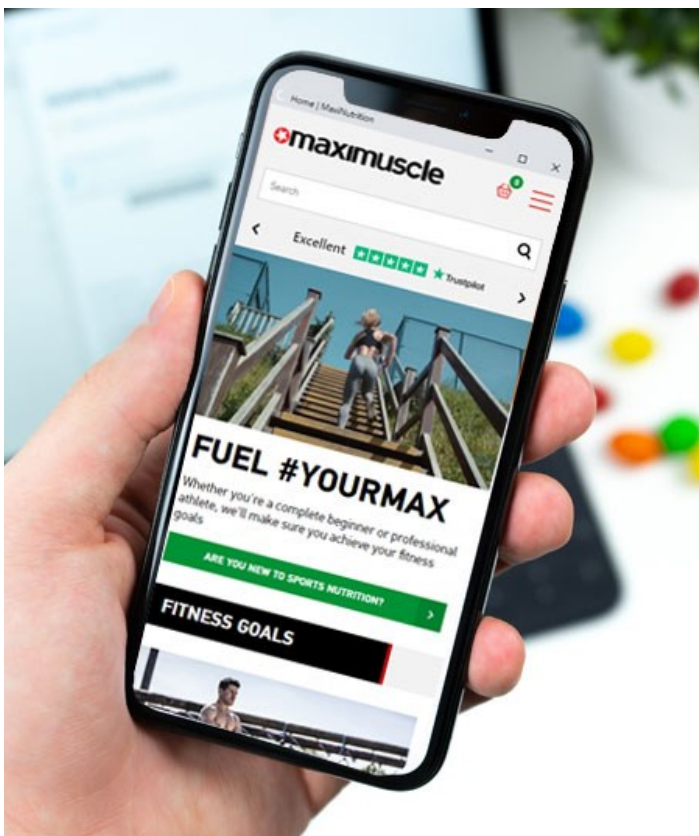 Home | MaxiNutrition
maximuscle
0
Search
Excellent Trustpilot
FUEL #YOURMAX
Whether you're a complete beginner or professional
athlete, we'll make sure you achieve your fitness
goals
ARE YOU NEW TO SPORTS NUTRITION?
FITNESS GOALS